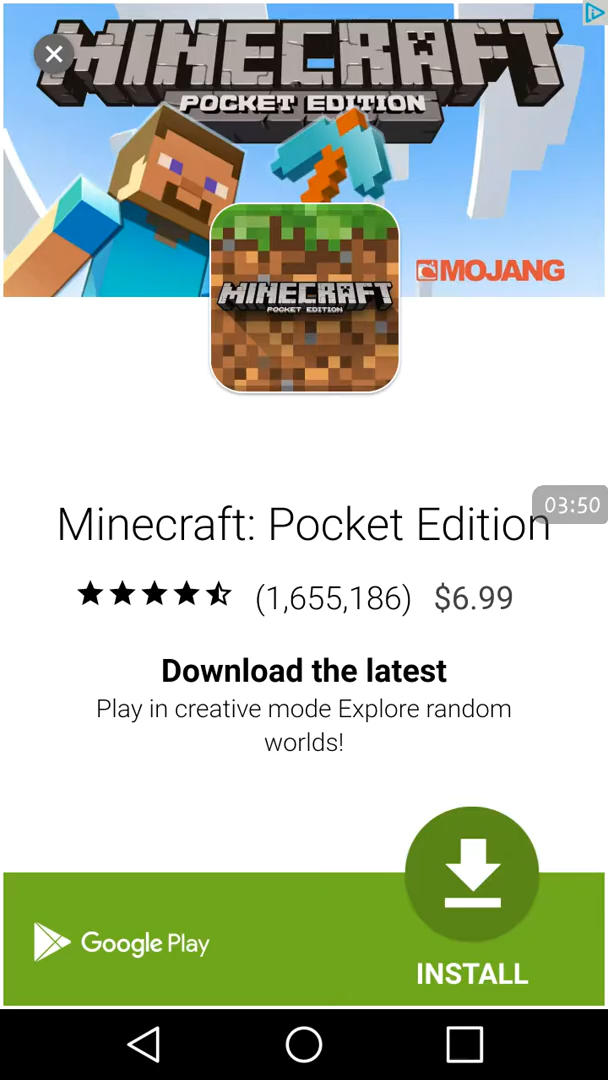 MINECRAFT
POCKET EDITION
MOJANG
MINECRAFT
POCKET EDITION
03:50
Minecraft: Pocket Edition
(1,655,186) $6.99
Download the latest
Play in creative mode Explore random
worlds!
Google Play
INSTALL